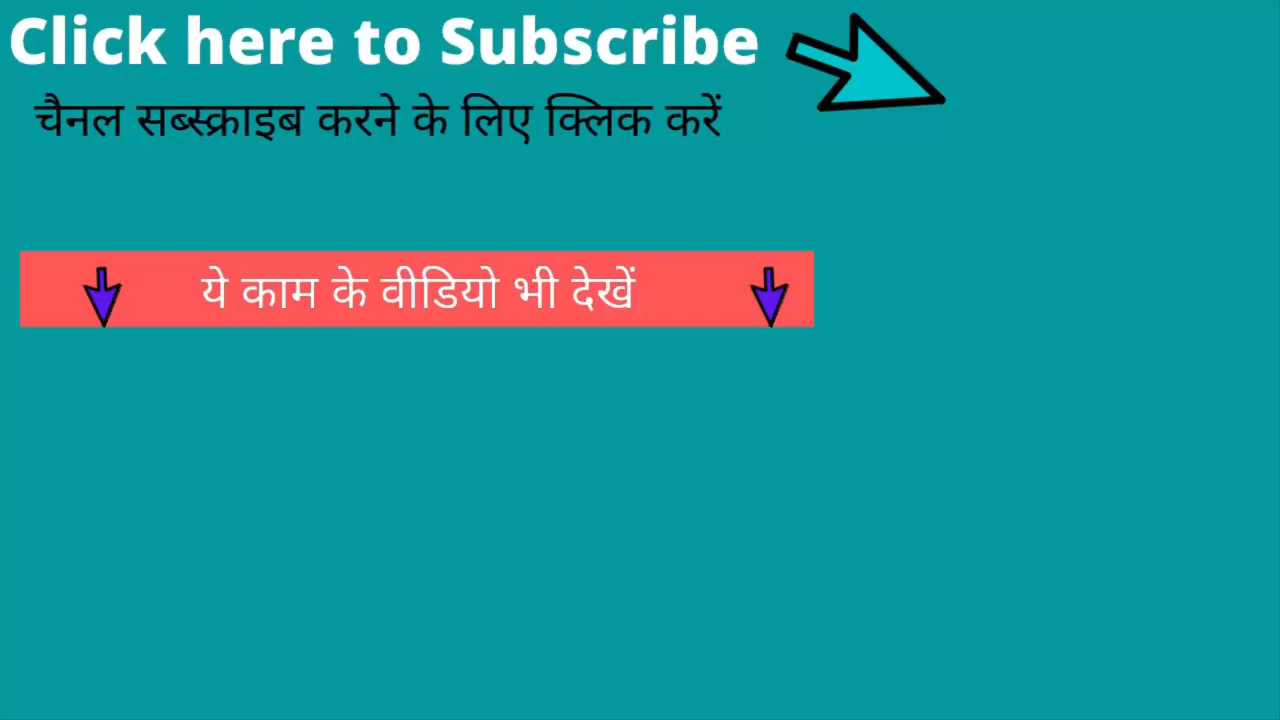 Click here to Subscribe
चैनल सब्स्क्राइब करने के लिए क्लिक करें
ये काम के वीडियो भी देखें